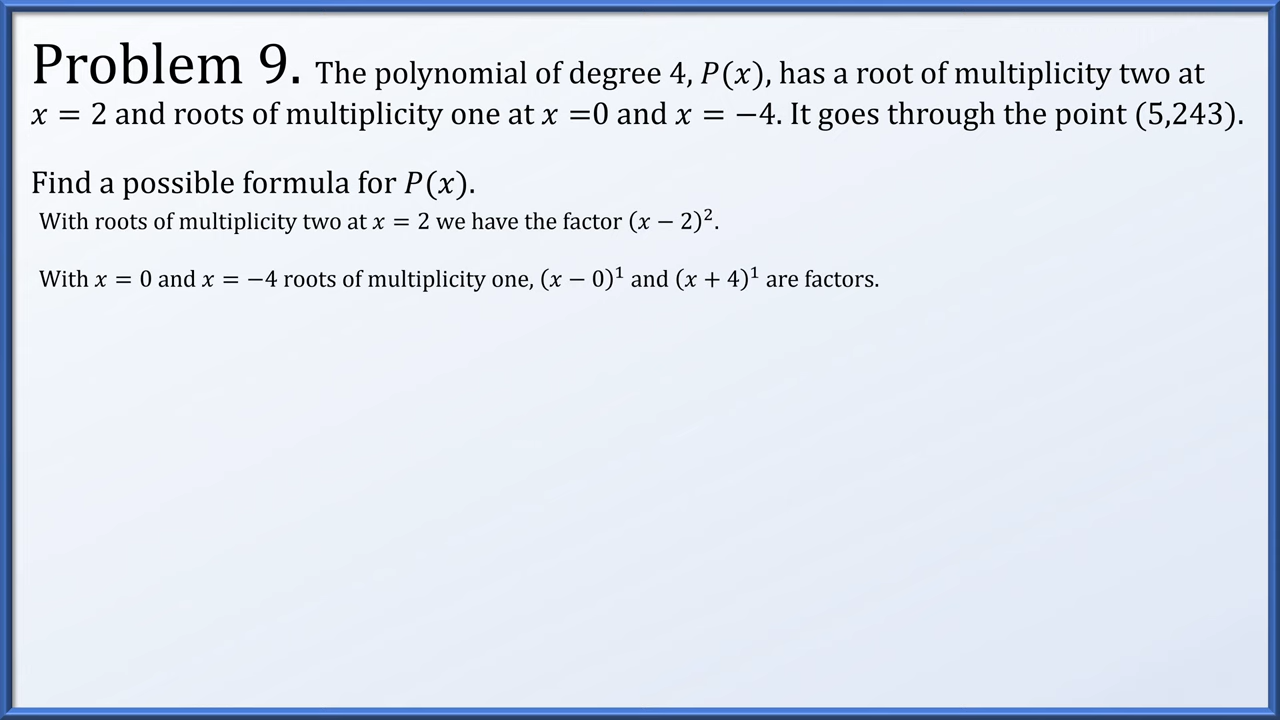 Problem 9. The polynomial of degree 4, P(x), has a root of multiplicity two at
x = 2 and roots of multiplicity one at x =0 and x = −4. It goes through the point (5,243).
Find a possible formula for P(x).
With roots of multiplicity two at x = 2 we have the factor (x − 2)².
With x = 0 and x = −4 roots of multiplicity one, (x − 0)¹ and (x + 4)¹ are factors.